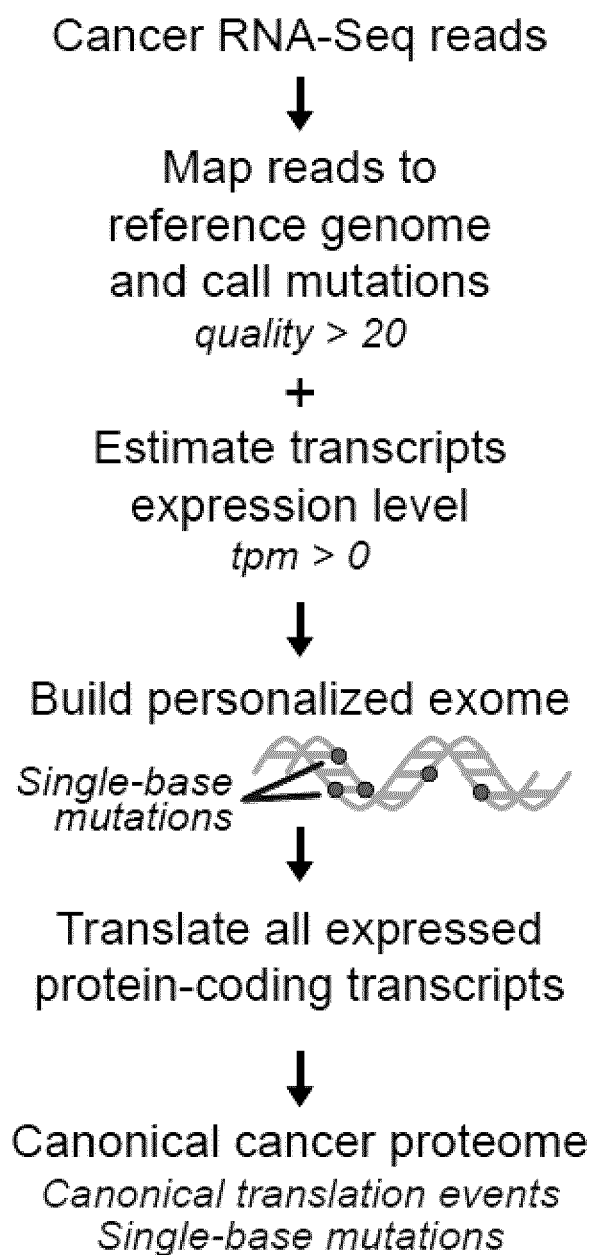 Cancer RNA-Seq reads
Map reads to
reference genome
and call mutations
quality > 20
+
Estimate transcripts
expression level
tpm > 0
Build personalized exome
Single-base
mutations
Translate all expressed
protein-coding transcripts
Canonical cancer proteome
Canonical translation events
Single-base mutations